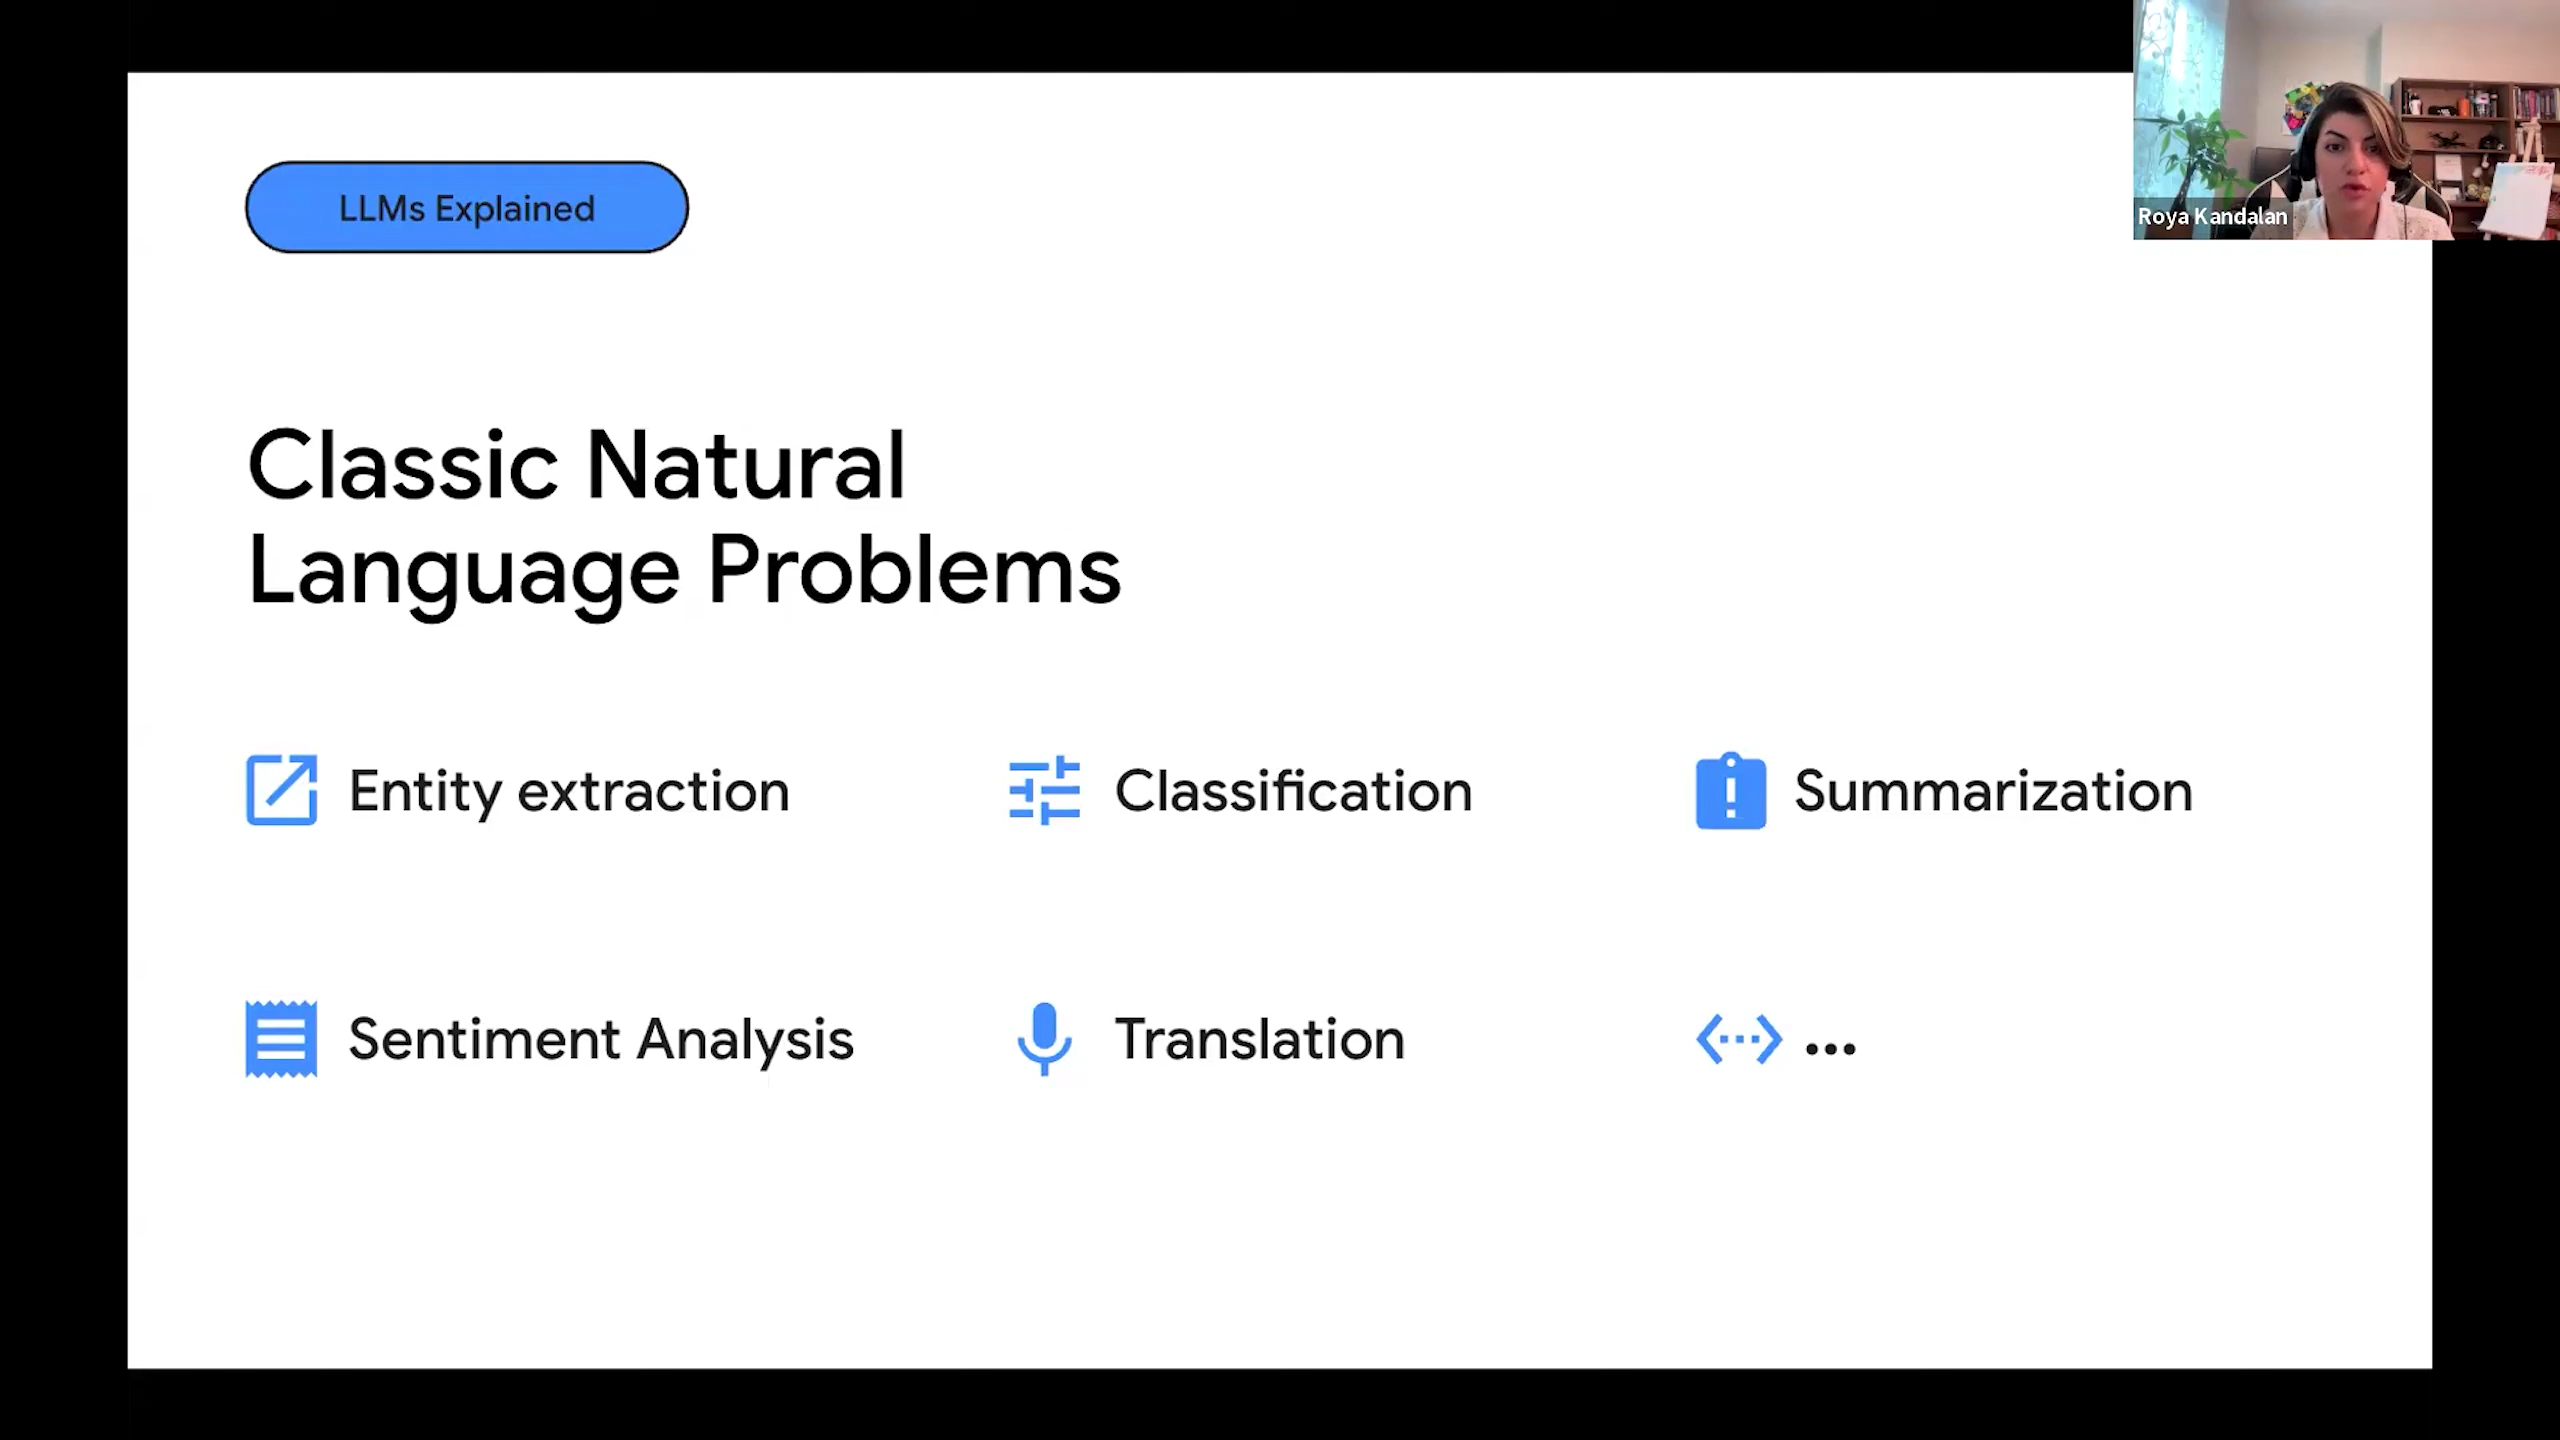 LLMs Explained
Roya Kandalan
Classic Natural
Language Problems
Entity extraction
Classification
Summarization
Sentiment Analysis
Translation
...